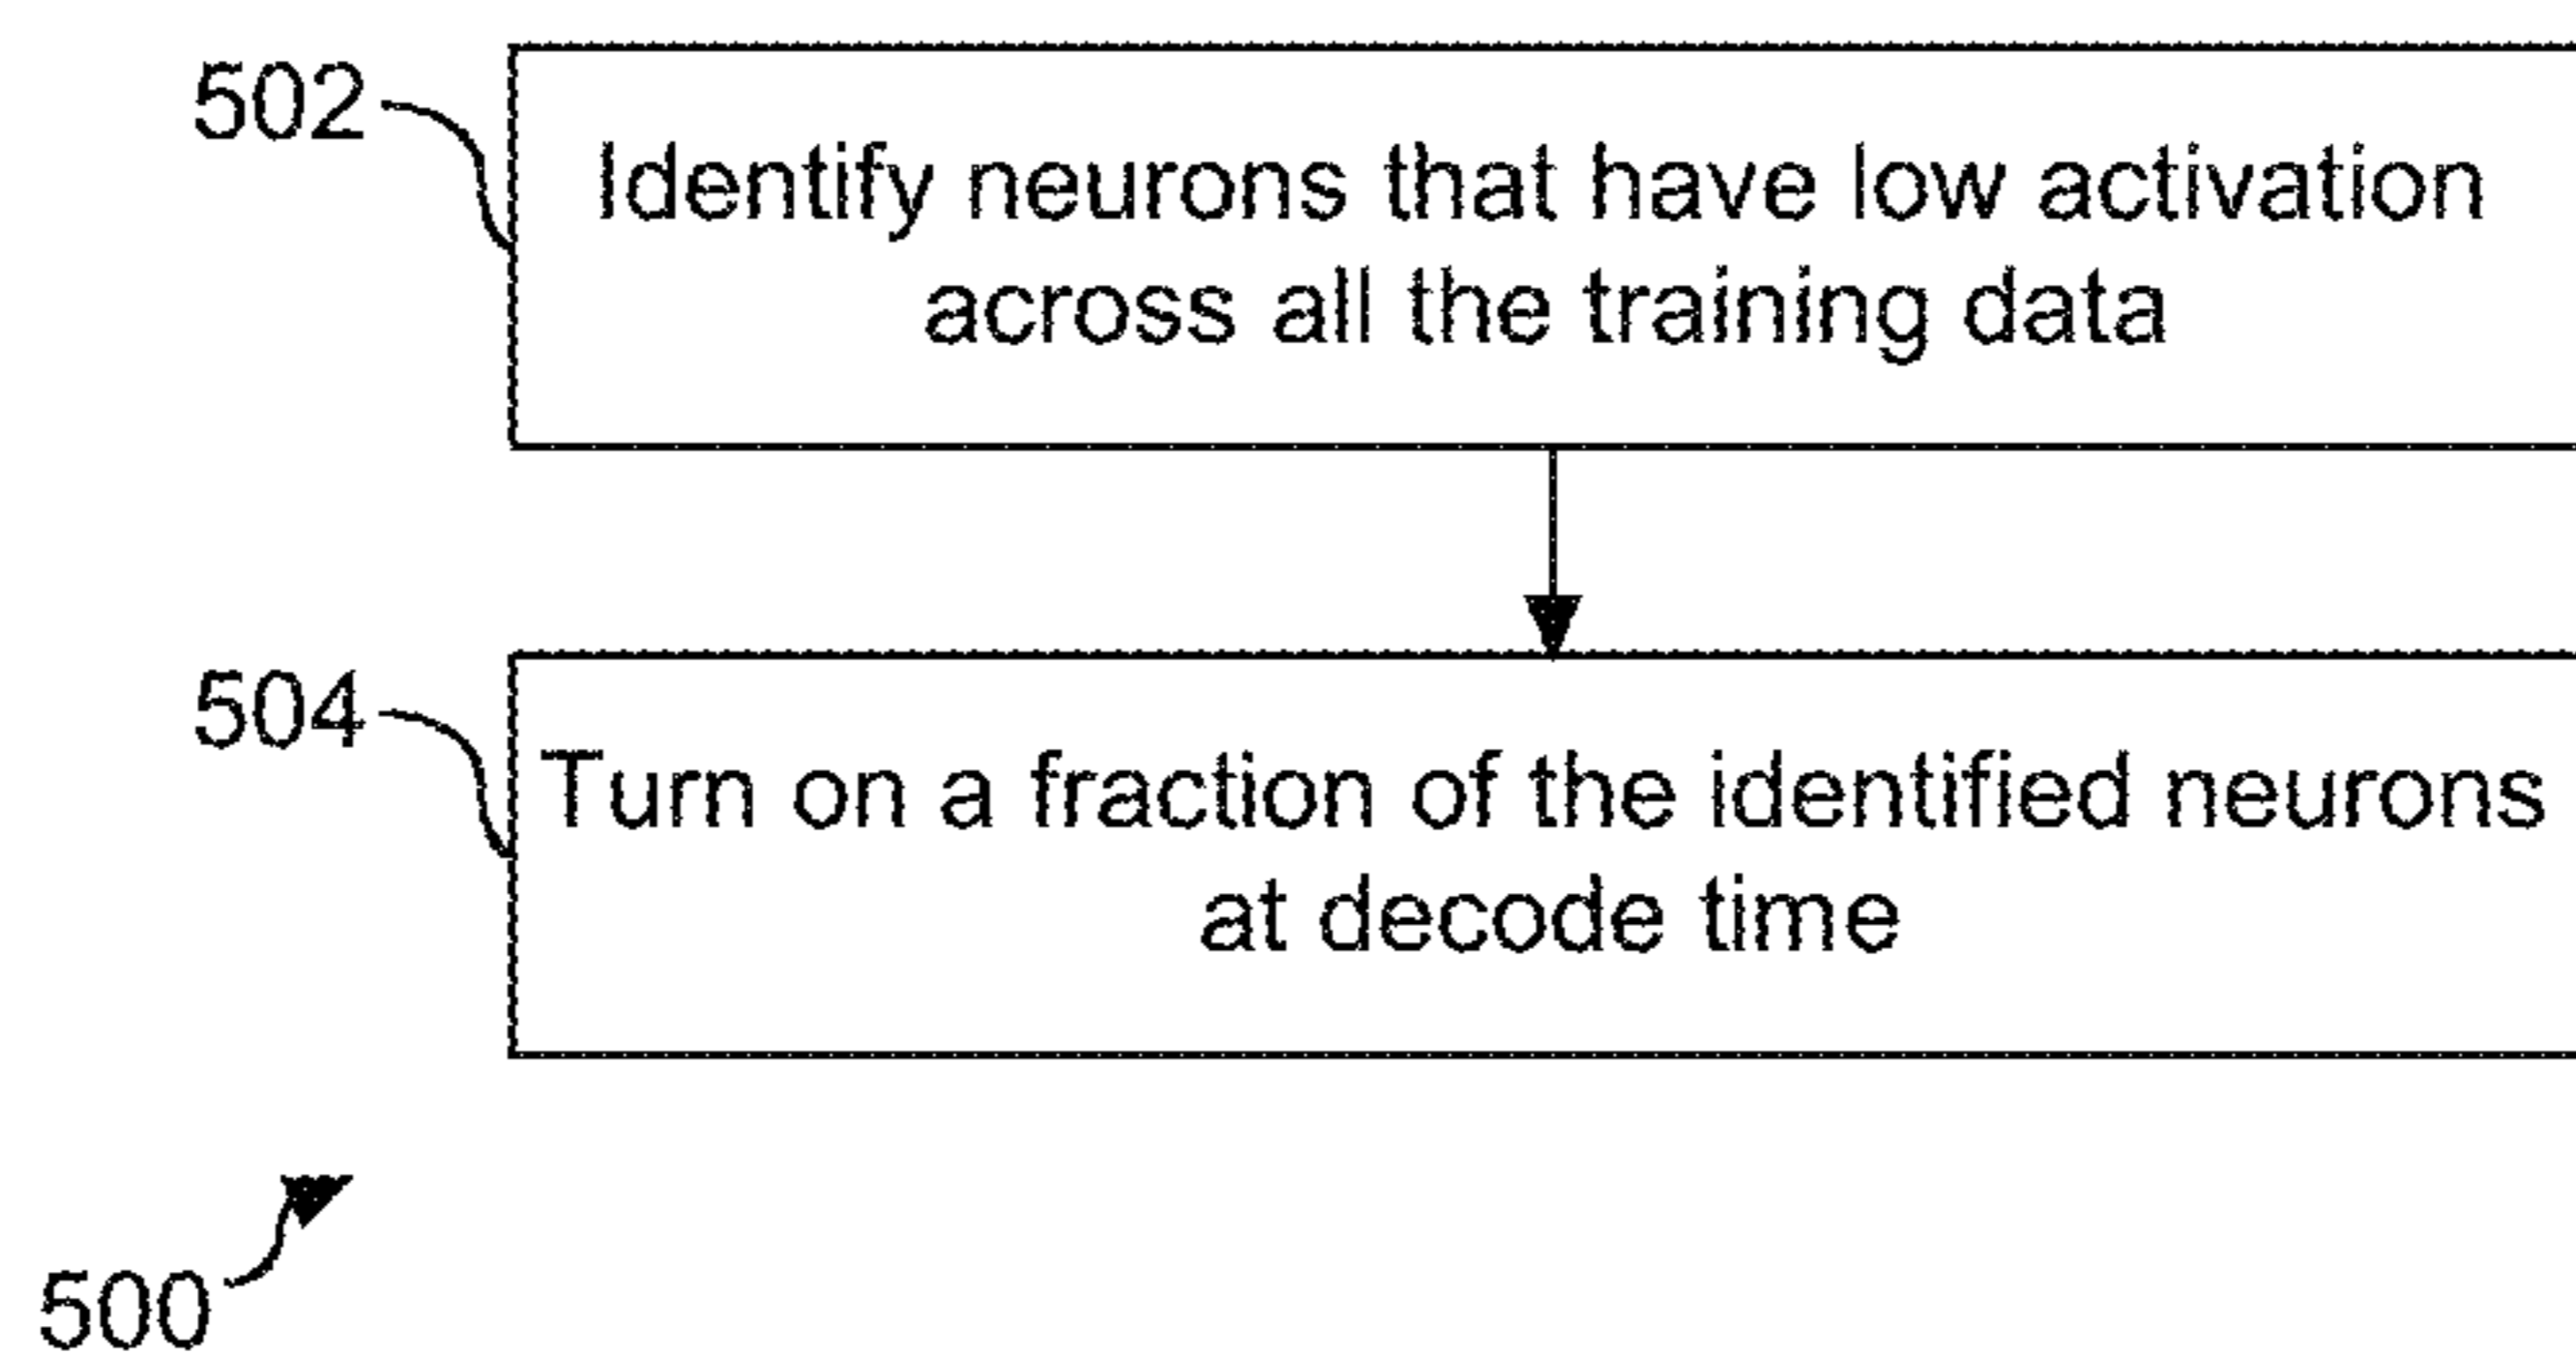 502
Identify neurons that have low activation
across all the training data
504
Turn on a fraction of the identified neurons
at decode time
500